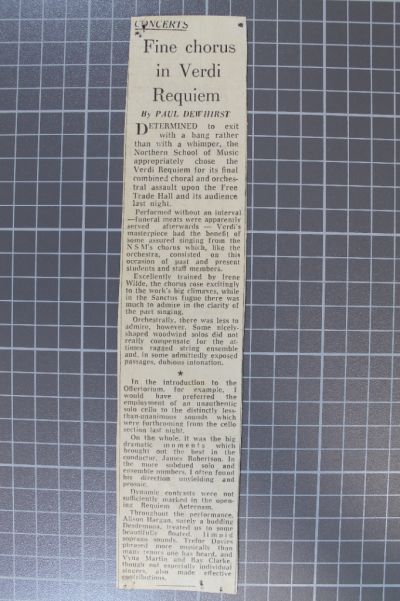 CONCERTS
Fine chorus
in Verdi
Requiem
By PAUL DEWHIRST
DETERMINED to exit
with a bang rather
than with a whimper, the
Northern School of Music
appropriately chose the
Verdi Requiem for its final
combined choral and orches-
tral assault upon the Free
Trade Hall and its audience
last night.
Performed without an interval
—funeral meats were apparently
served afterwards — Verdi's
masterpiece had the benefit of
some assured singing from the
NSM's chorus which, like the
orchestra, consisted on this
occasion of past and present
students and staff members.
Excellently trained by Irene
Wilde, the chorus rose excitingly
to the work's big climaxes, while
in the Sanctus fugue there was
much to admire in the clarity of
the part singing.
Orchestrally, there was less to
admire, however. Some nicely-
shaped woodwind solos did not
really compensate for the at-
times ragged string ensemble
and, in some admittedly exposed
passages, dubious intonation.
★
In the introduction to the
Offertorium, for example, I
would have preferred the
employment of an unauthentic
solo cello to the distinctly less-
than-unanimous sounds which
were forthcoming from the cello
section last night.
On the whole, it was the big
dramatic moments which
brought out the best in the
conductor, James Robertson. In
the more subdued solo and
ensemble numbers, I often found
his direction unyielding and
prosaic.
Dynamic contrasts were not
sufficiently marked in the open-
ing Requiem Aeternam.
Throughout the performance,
Alison Hargan, surely a budding
Desdemona, treated us to some
beautifully floated, limpid
soprano sounds. Trefor Davies
phrased more musically than
many tenors one has heard, and
Vyna Martin and Ray Clarke,
though not especially individual
singers, also made effective
contributions.